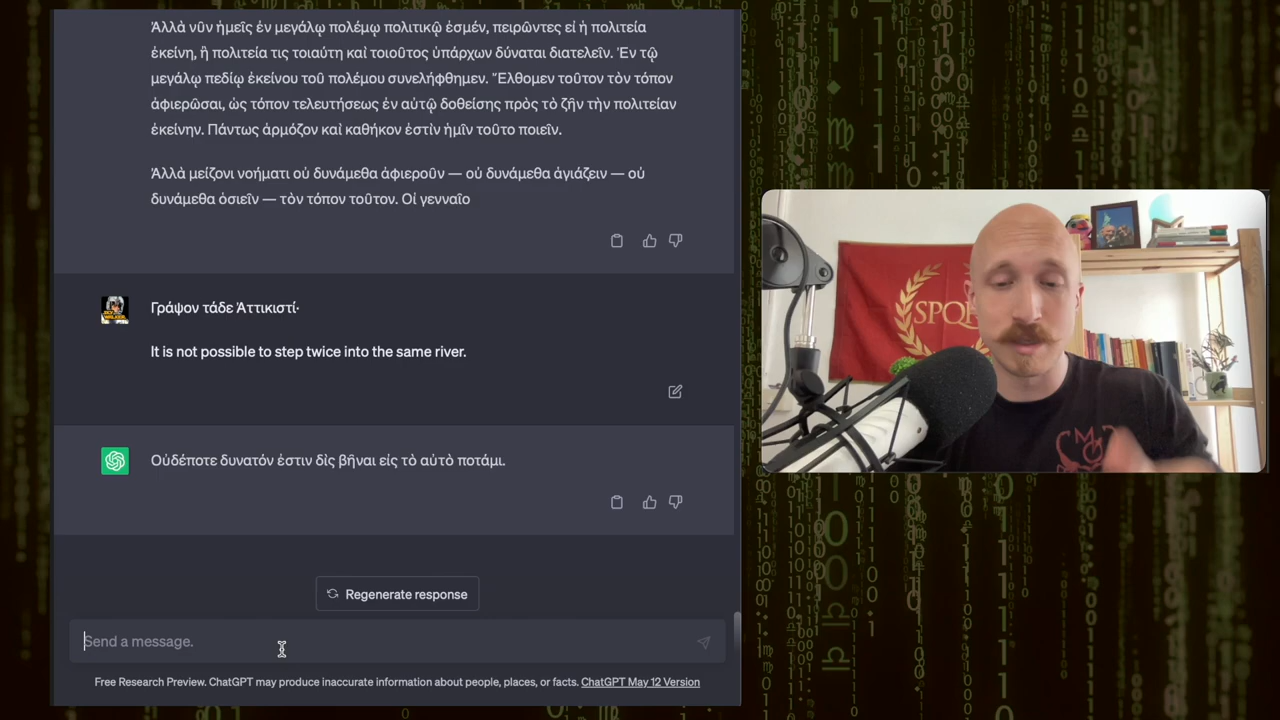 Ἀλλὰ νῦν ἡμεῖς ἐν μεγάλῳ πολέμῳ πολιτικῷ ἐσμέν, πειρῶντες εἰ ἡ πολιτεία
ἐκείνη, ἢ πολιτεία τις τοιαύτη καὶ τοιοῦτος ὑπάρχων δύναται διατελεῖν. Ἐν τῷ
μεγάλῳ πεδίῳ ἐκείνου τοῦ πολέμου συνελήφθημεν. Ἔλθομεν τοῦτον τὸν τόπον
ἀφιερῶσαι, ὡς τόπον τελευτήσεως ἐν αὐτῷ δοθείσης πρὸς τὸ ζῆν τὴν πολιτείαν
ἐκείνην. Πάντως ἁρμόζον καὶ καθήκον ἐστὶν ἡμῖν τοῦτο ποιεῖν.
Ἀλλὰ μείζονι νοήματι οὐ δυνάμεθα ἀφιεροῦν — οὐ δυνάμεθα ἁγιάζειν — οὐ
δυνάμεθα ὁσιεῖν — τὸν τόπον τοῦτον. Οἱ γενναῖο
Γράψον τάδε Ἀττικιστί·
It is not possible to step twice into the same river.
Οὐδέποτε δυνατόν ἐστιν δὶς βῆναι εἰς τὸ αὐτὸ ποτάμι.
Regenerate response
Send a message.
Free Research Preview. ChatGPT may produce inaccurate information about people, places, or facts. ChatGPT May 12 Version
SPQR